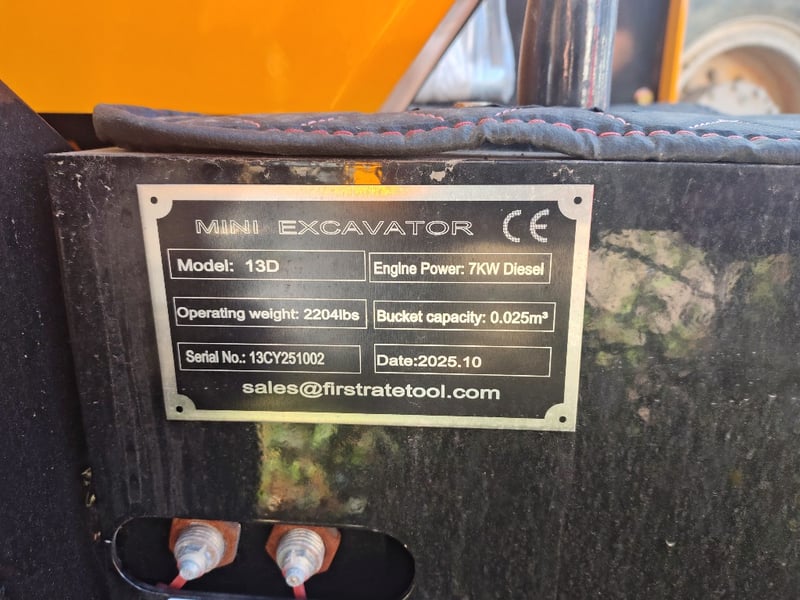 MINI EXCAVATOR CE
Model: 13D
Engine Power: 7KW Diesel
Operating weight: 2204lbs
Bucket capacity: 0.025m³
Serial No.: 13CY251002
Date:2025.10
sales@firstratetool.com